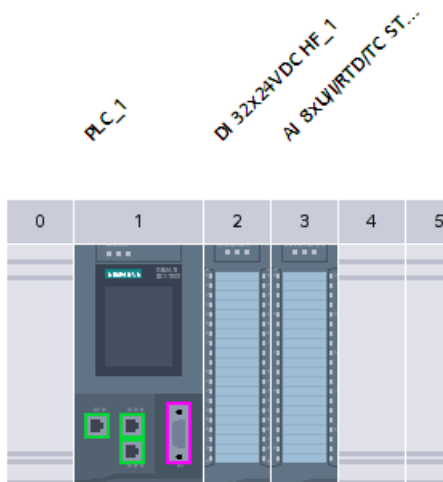 PLC_1
DI 32x24VDC HF_1
AI 8xU/I/RTD/TC ST...
0 1 2 3 4 5
SIEMENS